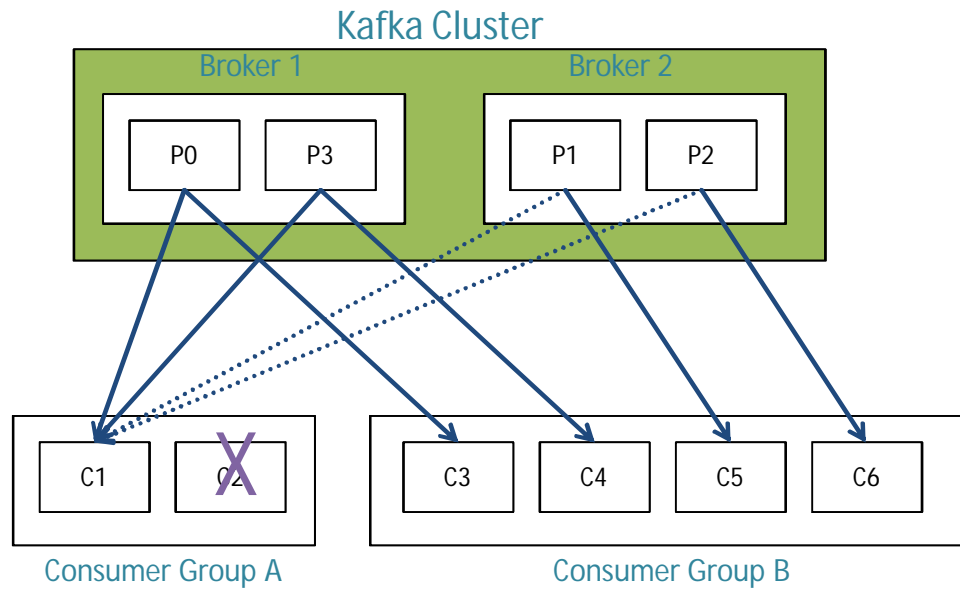 Kafka Cluster
Broker 1 Broker 2
P0 P3 P1 P2
C1 C2 C3 C4 C5 C6
Consumer Group A Consumer Group B